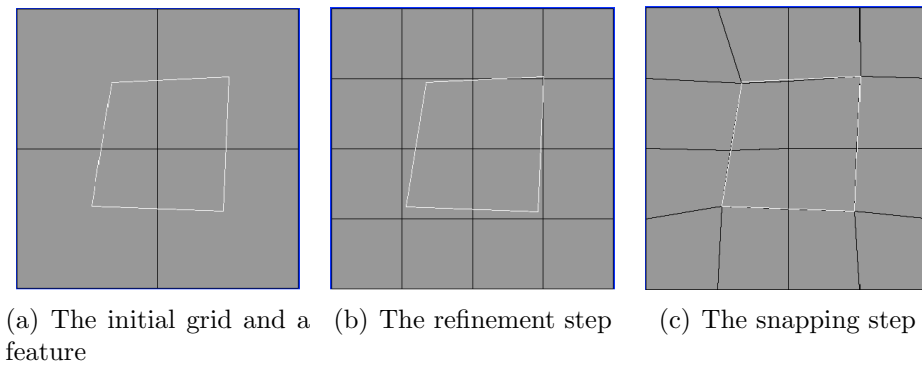 (a) The initial grid and a feature
(b) The refinement step
(c) The snapping step